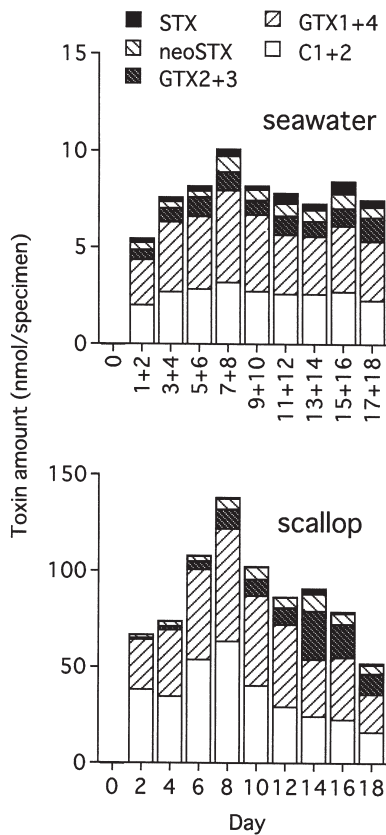 STX
neoSTX
GTX2+3
GTX1+4
C1+2
seawater
15
10
5
0
0 1+2 3+4 5+6 7+8 9+10 11+12 13+14 15+16 17+18
Toxin amount (nmol/specimen)
scallop
150
100
50
0
0 2 4 6 8 10 12 14 16 18
Day